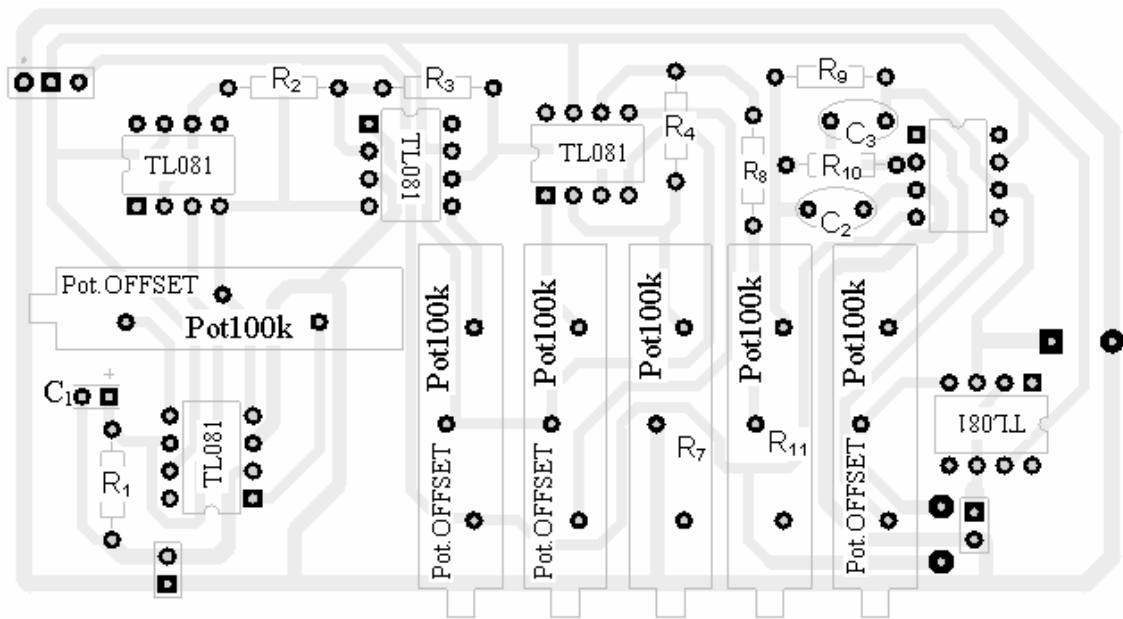 R2
R3
R9
TL081
TL081
TL081
R4
C3
R8
R10
C2
Pot.OFFSET
Pot100k
Pot100k
Pot100k
Pot100k
Pot100k
Pot100k
+
C1
R1
TL081
Pot.OFFSET
Pot.OFFSET
R7
R11
Pot.OFFSET
TL081